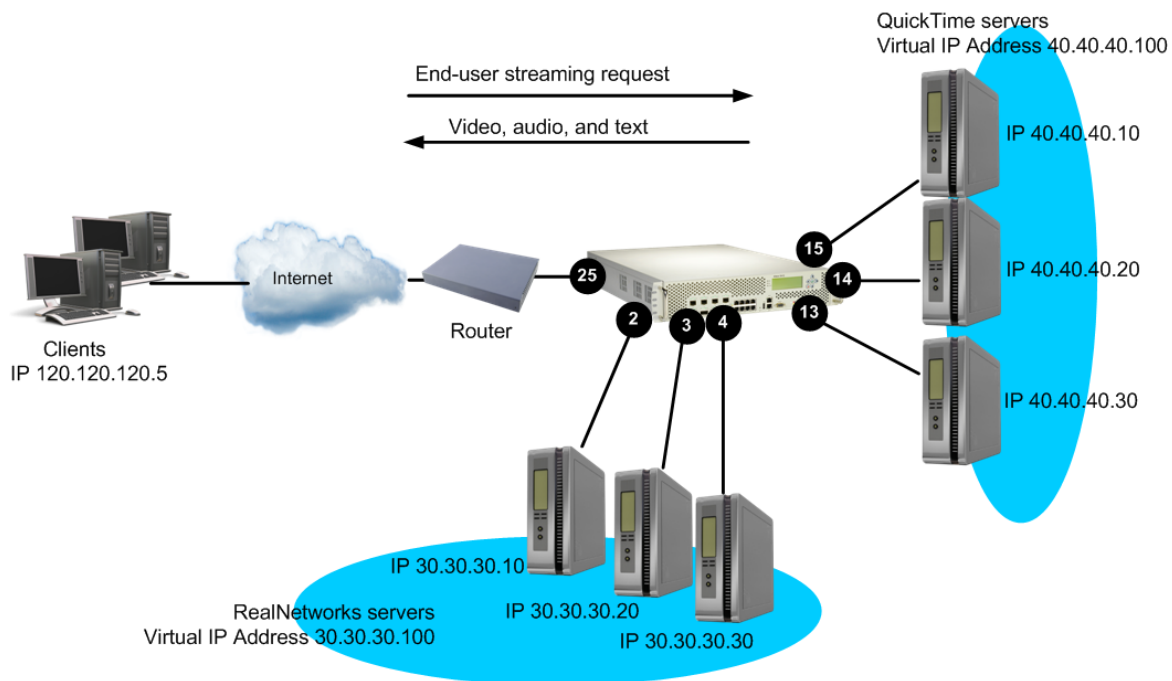 QuickTime servers
Virtual IP Address 40.40.40.100
End-user streaming request
Video, audio, and text
IP 40.40.40.10
15
Internet
25
14
IP 40.40.40.20
2
3
4
13
Router
Clients
IP 120.120.120.5
IP 40.40.40.30
IP 30.30.30.10
IP 30.30.30.20
RealNetworks servers
Virtual IP Address 30.30.30.100
IP 30.30.30.30